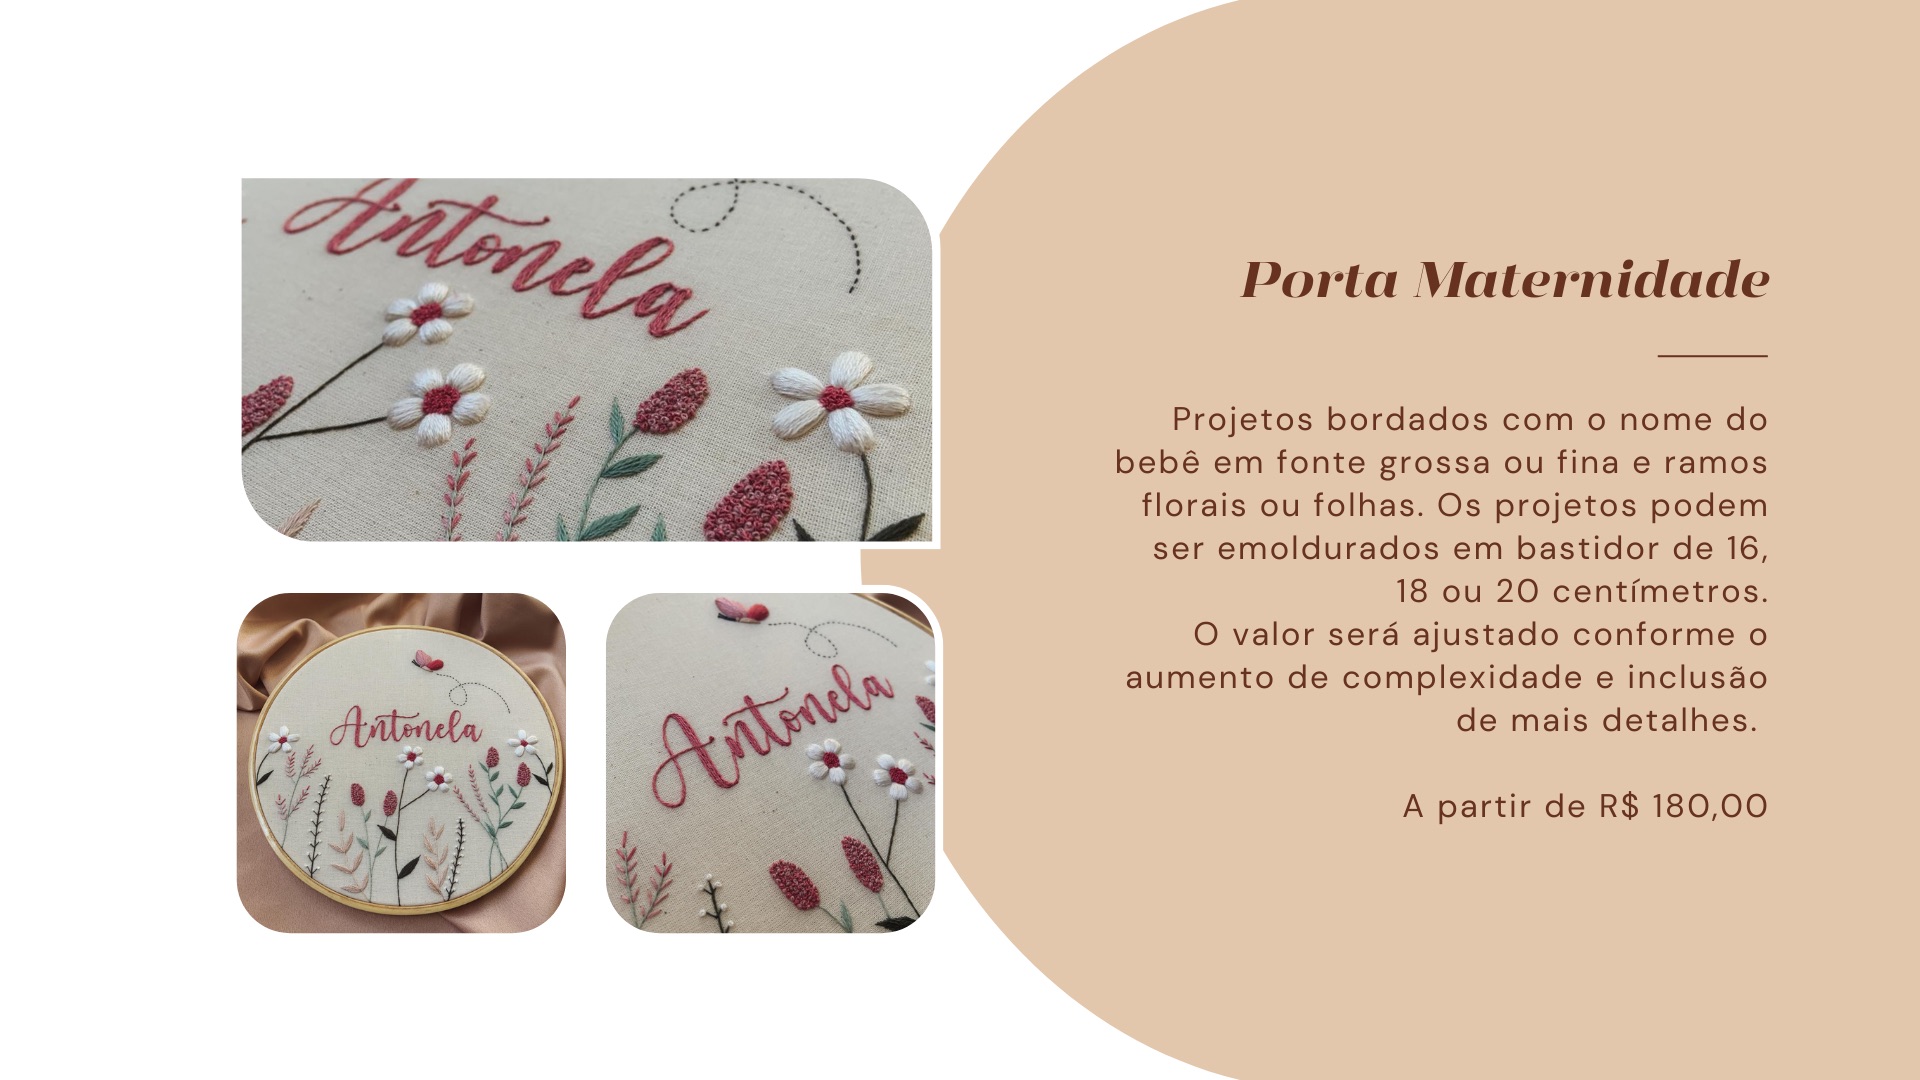 Antonela
Antonela
Antonela
Porta Maternidade
Projetos bordados com o nome do
bebê em fonte grossa ou fina e ramos
florais ou folhas. Os projetos podem
ser emoldurados em bastidor de 16,
18 ou 20 centímetros.
O valor será ajustado conforme o
aumento de complexidade e inclusão
de mais detalhes.
A partir de R$ 180,00